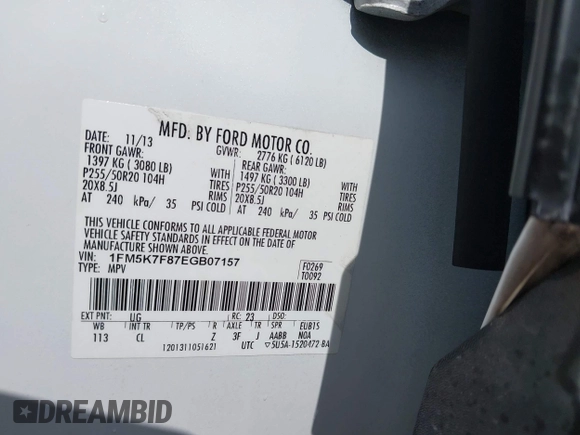 MFD. BY FORD MOTOR CO.
DATE: 11/13 GVWR: 2776 KG ( 6120 LB)
FRONT GAWR: REAR GAWR:
1397 KG ( 3080 LB) WITH 1497 KG ( 3300 LB) WITH
P255/50R20 104H TIRES P255/50R20 104H TIRES
20X8.5J RIMS 20X8.5J RIMS
AT 240 kPa/ 35 PSI COLD AT 240 kPa/ 35 PSI COLD
THIS VEHICLE CONFORMS TO ALL APPLICABLE FEDERAL MOTOR
VEHICLE SAFETY STANDARDS IN EFFECT ON THE DATE OF
MANUFACTURE SHOWN ABOVE.
VIN: 1FM5K7F87EGB07157 F0269
TYPE: MPV T0092
EXT PNT: UG RC: 23 DSO:
WB INT TR TP/PS R AXLE TR SPR EUB1S
113 CL Z 3F J AABB NOA
1201311051621 UTC ▽5U5A-1520472-BA
DREAMBID